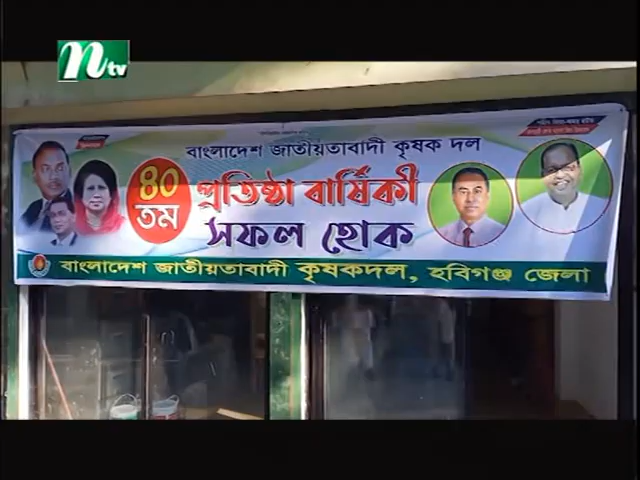 ntv
বাংলাদেশ জাতীয়তাবাদী কৃষক দল
৪০
তম
প্রতিষ্ঠা বার্ষিকী
সফল হোক
বাংলাদেশ জাতীয়তাবাদী কৃষকদল, হবিগঞ্জ জেলা